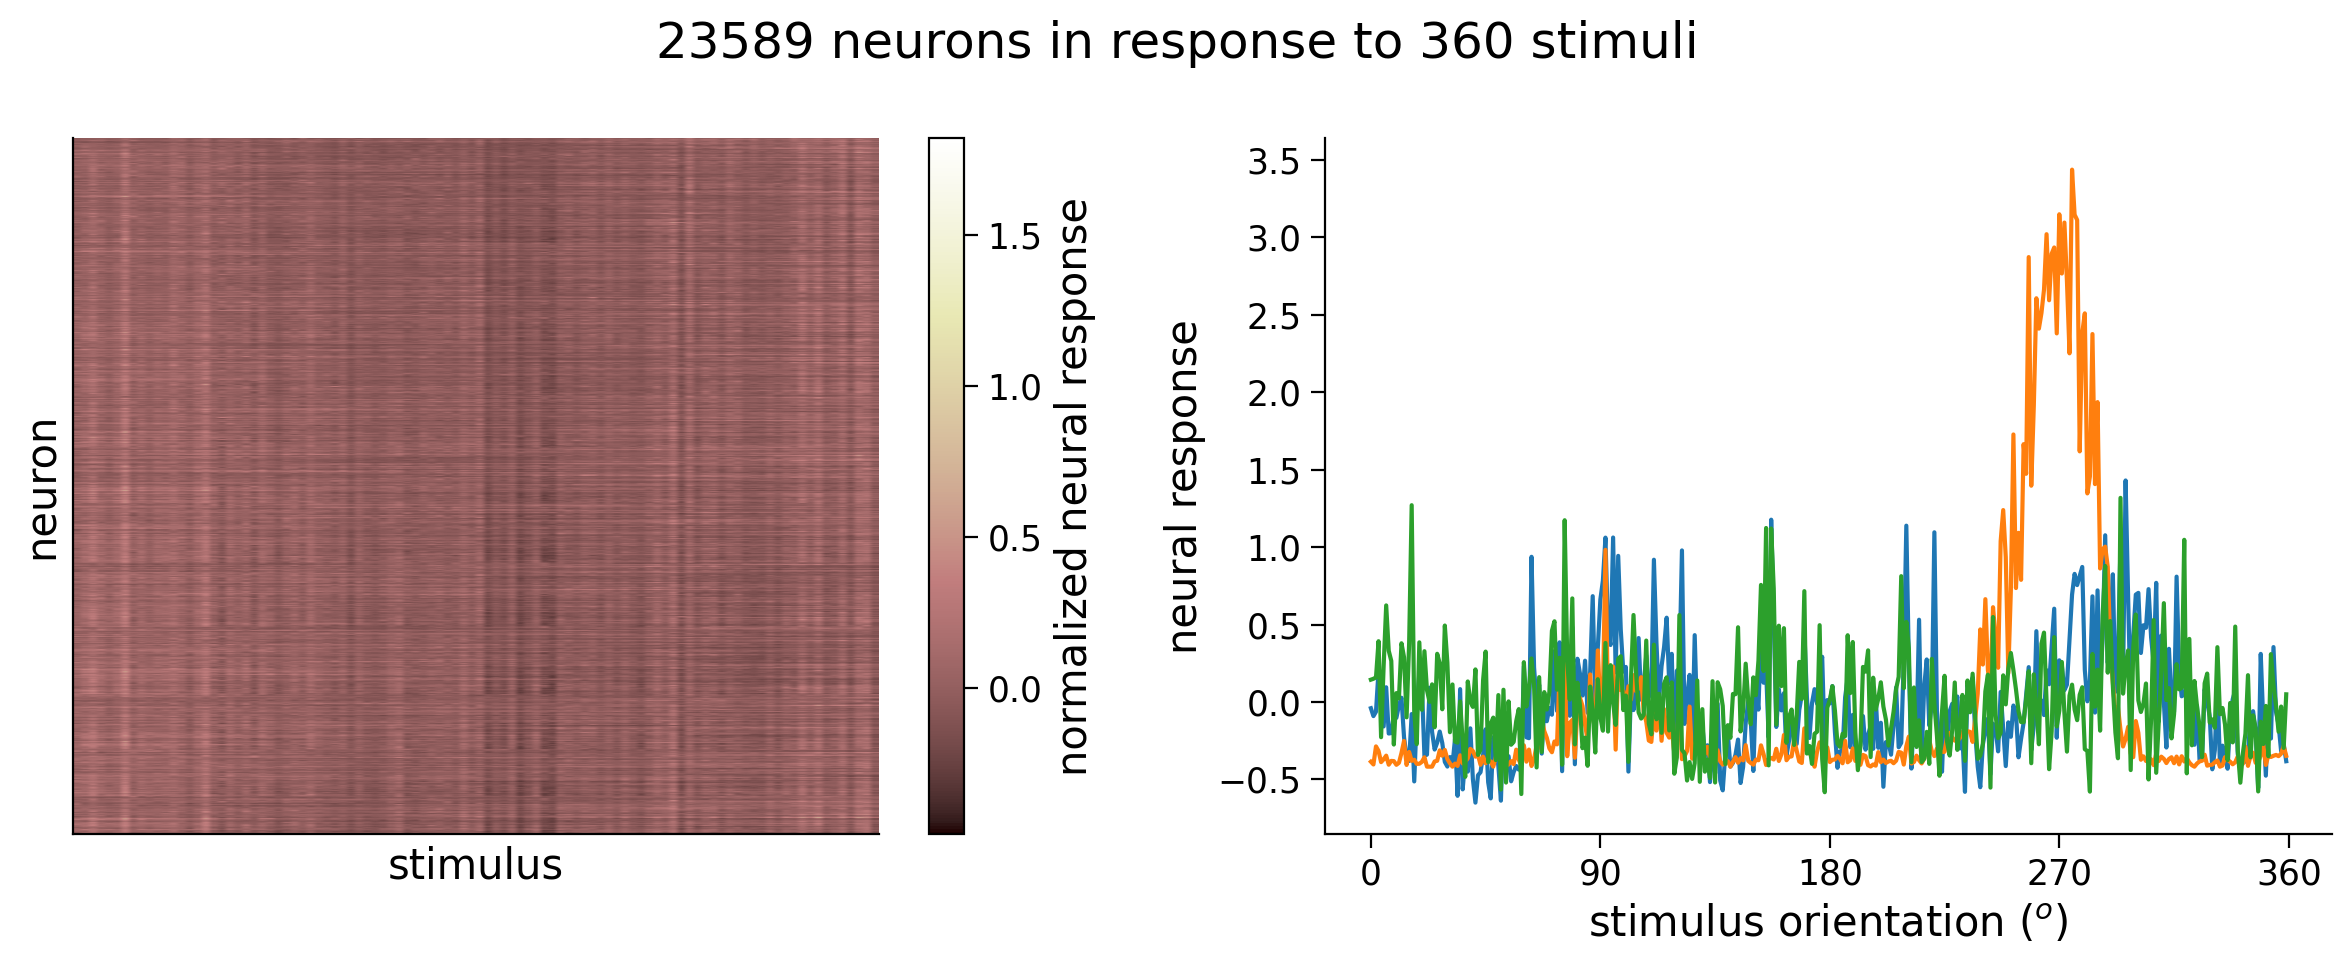 23589 neurons in response to 360 stimuli
neuron
stimulus
1.5
1.0
0.5
0.0
normalized neural response
neural response
3.5
3.0
2.5
2.0
1.5
1.0
0.5
0.0
−0.5
0 90 180 270 360
stimulus orientation (o)